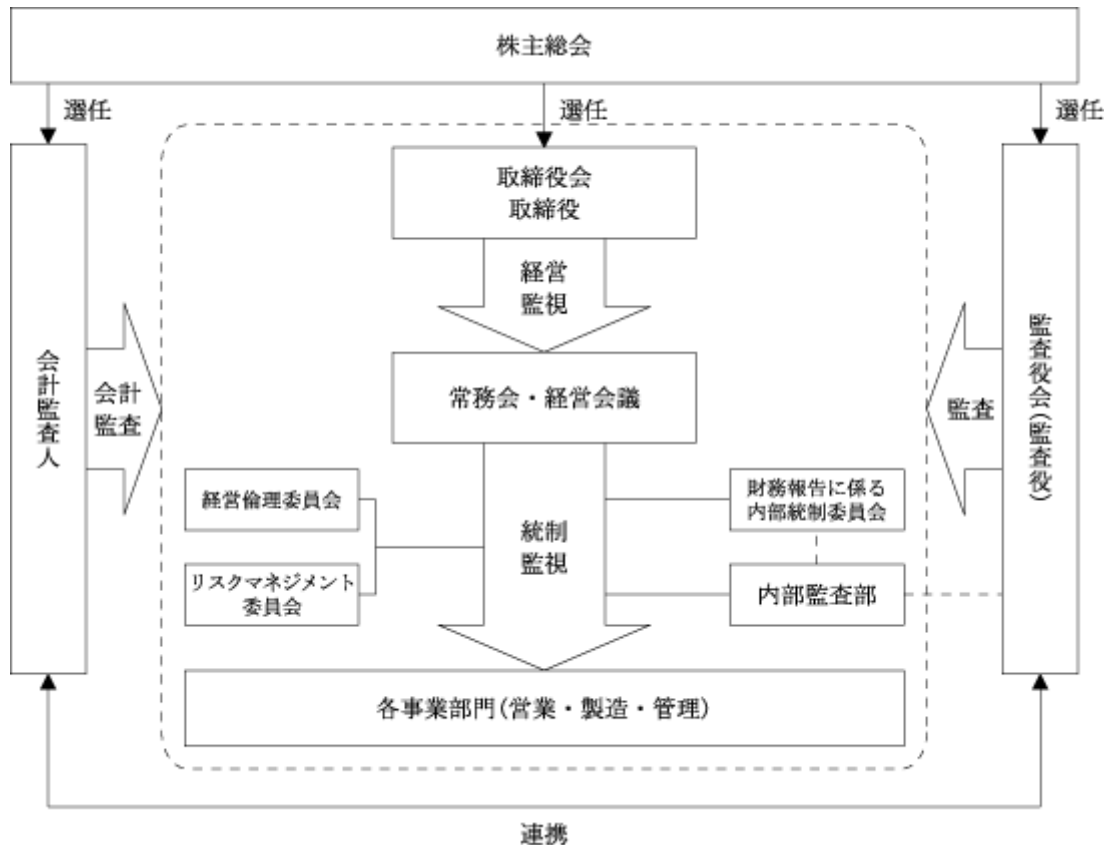 株主総会
選任
選任
選任
取締役会
取締役
経営
監視
常務会・経営会議
会計監査人
会計
監査
監査
監査役会(監査役)
経営倫理委員会
リスクマネジメント
委員会
統制
監視
財務報告に係る
内部統制委員会
内部監査部
各事業部門(営業・製造・管理)
連携